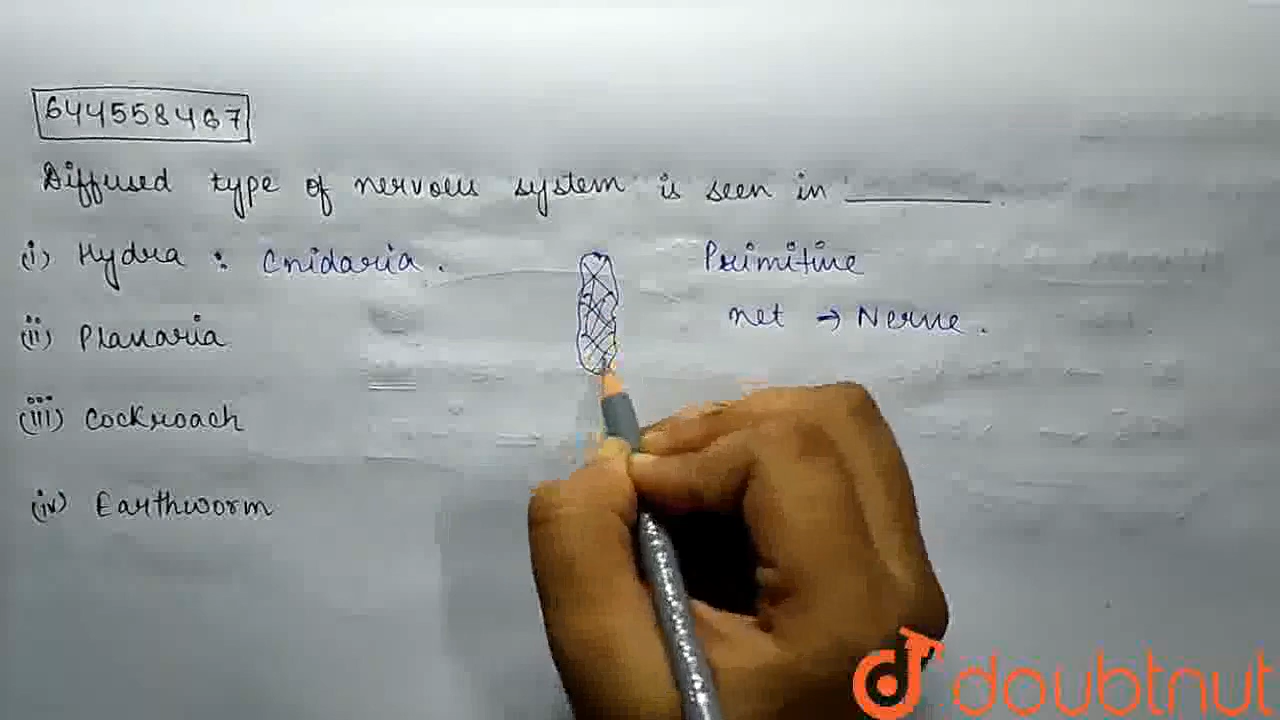 644558467
Diffused type of nervous system is seen in ________.
(i) Hydra : Cnidaria.
Primitive
net → Nerve.
(ii) Planaria
(iii) Cockroach
(iv) Earthworm
doubtnut